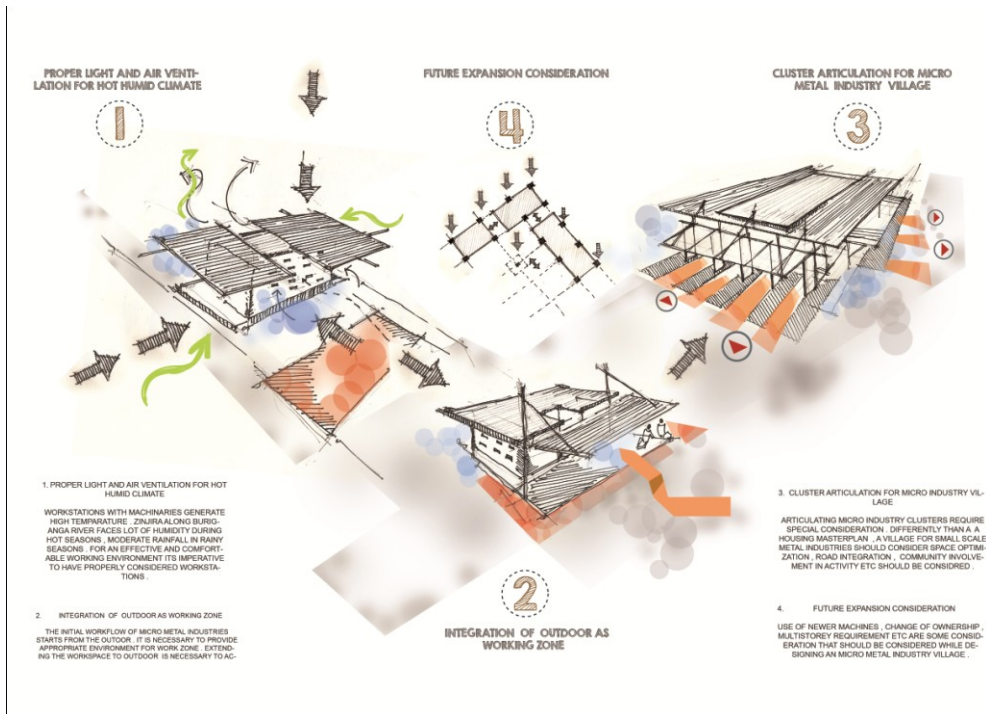 PROPER LIGHT AND AIR VENTI-
LATION FOR HOT HUMID CLIMATE
1
FUTURE EXPANSION CONSIDERATION
4
CLUSTER ARTICULATION FOR MICRO
METAL INDUSTRY VILLAGE
3
2
INTEGRATION OF OUTDOOR AS
WORKING ZONE
1. PROPER LIGHT AND AIR VENTILATION FOR HOT
HUMID CLIMATE
WORKSTATIONS WITH MACHINARIES GENERATE
HIGH TEMPARATURE . ZINJIRA ALONG BURIG-
ANGA RIVER FACES LOT OF HUMIDITY DURING
HOT SEASONS , MODERATE RAINFALL IN RAINY
SEASONS . FOR AN EFFECTIVE AND COMFORT-
ABLE WORKING ENVIRONMENT ITS IMPERATIVE
TO HAVE PROPERLY CONSIDERED WORKSTA-
TIONS .
2. INTEGRATION OF OUTDOOR AS WORKING ZONE
THE INITIAL WORKFLOW OF MICRO METAL INDUSTRIES
STARTS FROM THE OUTOOR . IT IS NECESSARY TO PROVIDE
APPROPRIATE ENVIRONMENT FOR WORK ZONE . EXTEND-
ING THE WORKSPACE TO OUTDOOR IS NECESSARY TO AC-
3. CLUSTER ARTICULATION FOR MICRO INDUSTRY VIL-
LAGE
ARTICULATING MICRO INDUSTRY CLUSTERS REQUIRE
SPECIAL CONSIDERATION . DIFFERENTLY THAN A A
HOUSING MASTERPLAN , A VILLAGE FOR SMALL SCALE
METAL INDUSTRIES SHOULD CONSIDER SPACE OPTIMI-
ZATION , ROAD INTEGRATION , COMMUNITY INVOLVE-
MENT IN ACTIVITY ETC SHOULD BE CONSIDRED .
4. FUTURE EXPANSION CONSIDERATION
USE OF NEWER MACHINES , CHANGE OF OWNERSHIP ,
MULTISTOREY REQUIREMENT ETC ARE SOME CONSID-
ERATION THAT SHOULD BE CONSIDERED WHILE DE-
SIGNING AN MICRO METAL INDUSTRY VILLAGE .